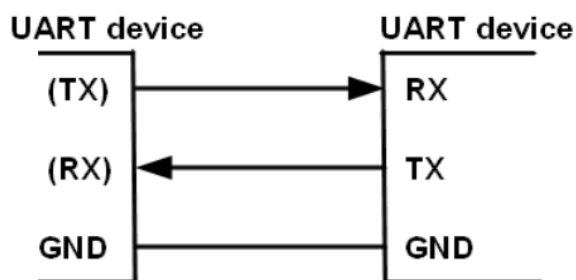 UART device UART device
(TX) RX
(RX) TX
GND GND